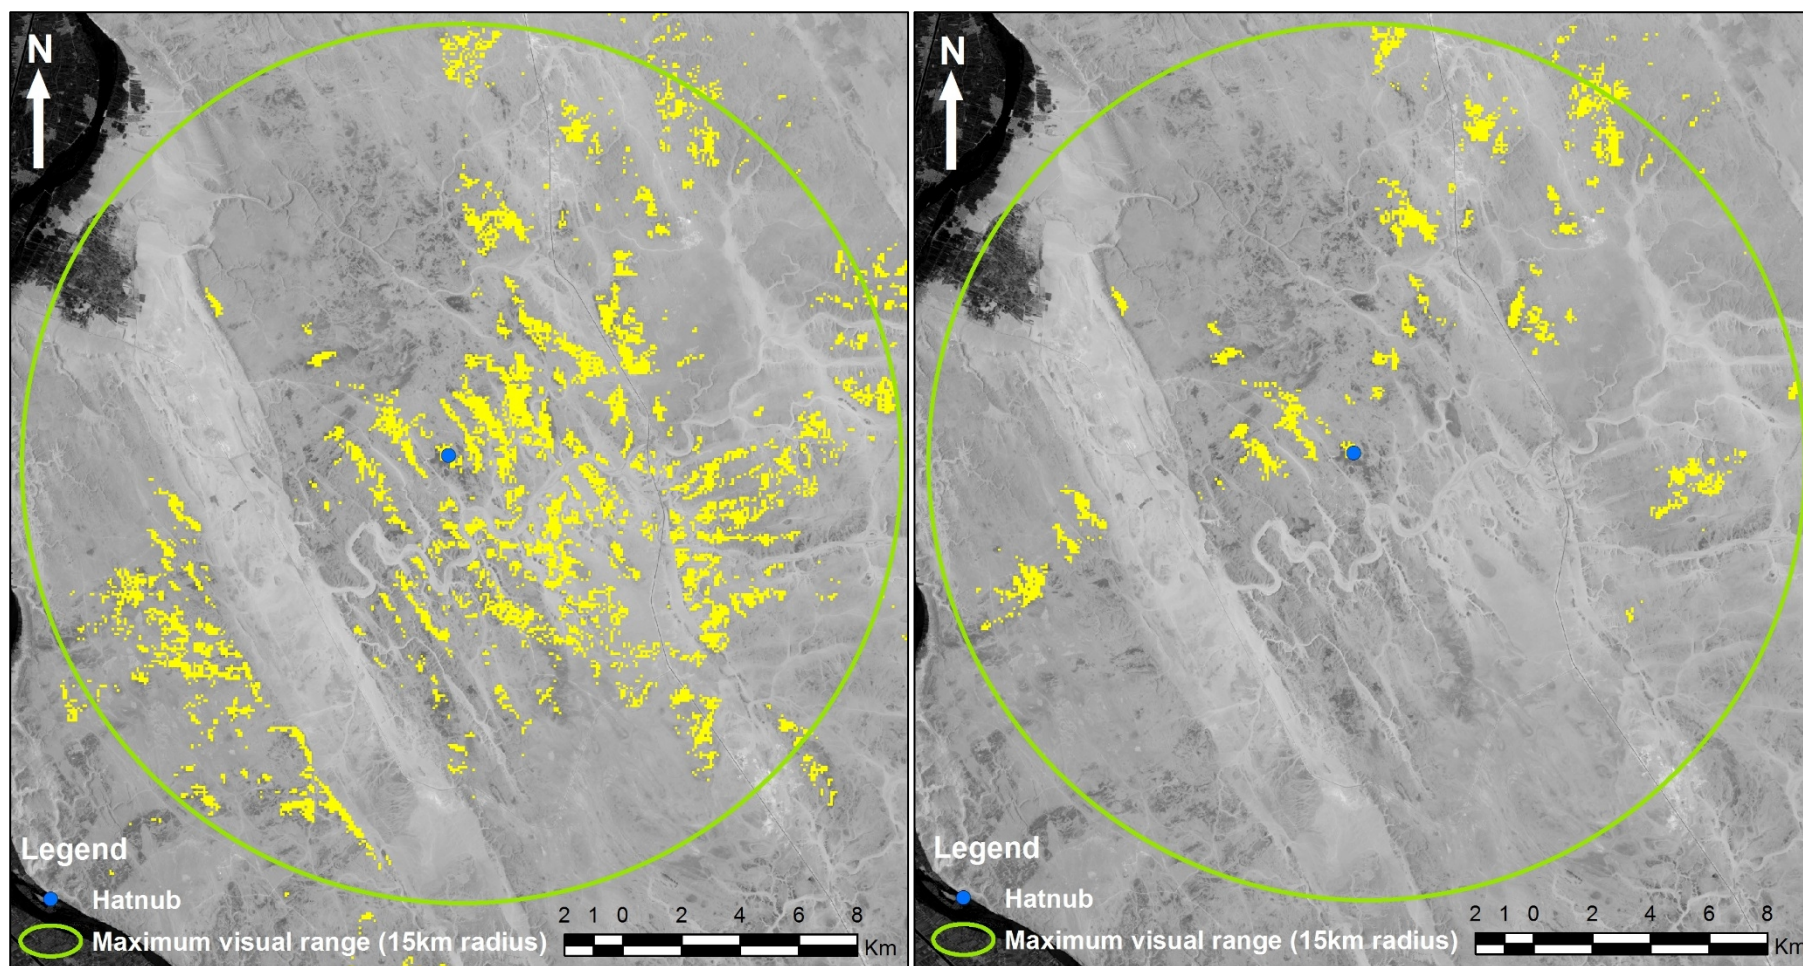 N
Legend
Hatnub
Maximum visual range (15km radius)
2 1 0 2 4 6 8
Km
N
Legend
Hatnub
Maximum visual range (15km radius)
2 1 0 2 4 6 8
Km